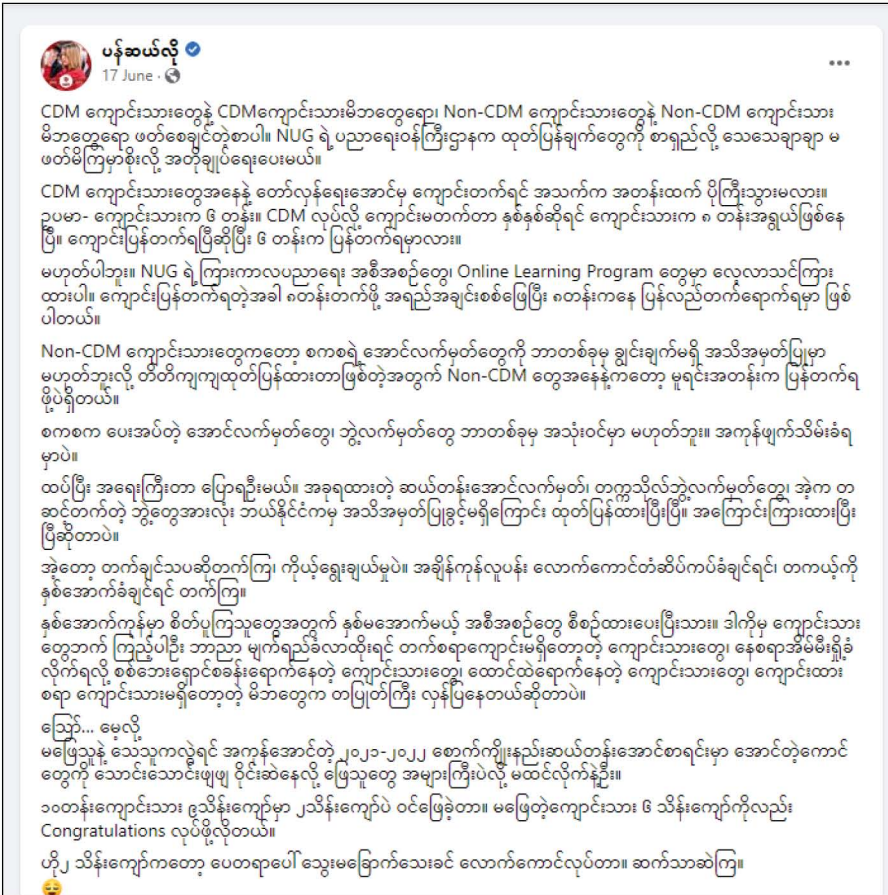 ပန်ဆယ်လို
17 June ·
CDM ကျောင်းသားတွေနဲ့ CDMကျောင်းသားမိဘတွေရော၊ Non-CDM ကျောင်းသားတွေနဲ့ Non-CDM ကျောင်းသား
မိဘတွေရော ဖတ်စေချင်တဲ့စာပါ။ NUG ရဲ့ ပညာရေးဝန်ကြီးဌာနက ထုတ်ပြန်ချက်တွေကို စာရှည်လို့ သေသေချာချာ မ
ဖတ်မိကြမှာစိုးလို့ အတိုချုပ်ရေးပေးမယ်။
CDM ကျောင်းသားတွေအနေနဲ့ တော်လှန်ရေးအောင်မှ ကျောင်းတက်ရင် အသက်က အတန်းထက် ပိုကြီးသွားမလား။
ဥပမာ- ကျောင်းသားက ၆ တန်း။ CDM လုပ်လို့ ကျောင်းမတက်တာ နှစ်နှစ်ဆိုရင် ကျောင်းသားက ၈ တန်းအရွယ်ဖြစ်နေ
ပြီ။ ကျောင်းပြန်တက်ရပြီဆိုပြီး ၆ တန်းက ပြန်တက်ရမှာလား။
မဟုတ်ပါဘူး။ NUG ရဲ့ ကြားကာလပညာရေး အစီအစဉ်တွေ၊ Online Learning Program တွေမှာ လေ့လာသင်ကြား
ထားပါ။ ကျောင်းပြန်တက်ရတဲ့အခါ ၈တန်းတက်ဖို့ အရည်အချင်းစစ်ဖြေပြီး ၈တန်းကနေ ပြန်လည်တက်ရောက်ရမှာ ဖြစ်
ပါတယ်။
Non-CDM ကျောင်းသားတွေကတော့ စကစရဲ့ အောင်လက်မှတ်တွေကို ဘာတစ်ခုမှ ချွင်းချက်မရှိ အသိအမှတ်ပြုမှာ
မဟုတ်ဘူးလို့ တိတိကျကျထုတ်ပြန်ထားတာဖြစ်တဲ့အတွက် Non-CDM တွေအနေနဲ့ကတော့ မူရင်းအတန်းက ပြန်တက်ရ
ဖို့ပဲရှိတယ်။
စကစက ပေးအပ်တဲ့ အောင်လက်မှတ်တွေ၊ ဘွဲ့လက်မှတ်တွေ ဘာတစ်ခုမှ အသုံးဝင်မှာ မဟုတ်ဘူး။ အကုန်ဖျက်သိမ်းခံရ
မှာပဲ။
ထပ်ပြီး အရေးကြီးတာ ပြောရဦးမယ်။ အခုရထားတဲ့ ဆယ်တန်းအောင်လက်မှတ်၊ တက္ကသိုလ်ဘွဲ့လက်မှတ်တွေ၊ အဲ့က တ
ဆင့်တက်တဲ့ ဘွဲ့တွေအားလုံး ဘယ်နိုင်ငံကမှ အသိအမှတ်ပြုခွင့်မရှိကြောင်း ထုတ်ပြန်ထားပြီးပြီ။ အကြောင်းကြားထားပြီး
ပြီဆိုတာပဲ။
အဲ့တော့ တက်ချင်သပဆိုတက်ကြ၊ ကိုယ့်ရွေးချယ်မှုပဲ။ အချိန်ကုန်လူပန်း လောက်ကောင်တံဆိပ်ကပ်ခံချင်ရင်၊ တကယ့်ကို
နှစ်အောက်ခံချင်ရင် တက်ကြ။
နှစ်အောက်ကုန်မှာ စိတ်ပူကြသူတွေအတွက် နှစ်မအောက်မယ့် အစီအစဉ်တွေ စီစဉ်ထားပေးပြီးသား။ ဒါကိုမှ ကျောင်းသား
တွေဘက် ကြည့်ပါဦး ဘာညာ မျက်ရည်ခံလာထိုးရင် တက်စရာကျောင်းမရှိတော့တဲ့ ကျောင်းသားတွေ၊ နေစရာအိမ်မီးရှို့ခံ
လိုက်ရလို့ စစ်ဘေးရှောင်စခန်းရောက်နေတဲ့ ကျောင်းသားတွေ၊ ထောင်ထဲရောက်နေတဲ့ ကျောင်းသားတွေ၊ ကျောင်းထား
စရာ ကျောင်းသားမရှိတော့တဲ့ မိဘတွေက တပြုတ်ကြီး လှန်ပြနေတယ်ဆိုတာပဲ။
ဪ... မေ့လို့
မဖြေသူနဲ့ သေသူကလွဲရင် အကုန်အောင်တဲ့ ၂၀၂၁-၂၀၂၂ စောက်ကျိုးနည်းဆယ်တန်းအောင်စာရင်းမှာ အောင်တဲ့ကောင်
တွေကို သောင်းသောင်းဖျဖျ ဝိုင်းဆဲနေလို့ ဖြေသူတွေ အများကြီးပဲလို့ မထင်လိုက်နဲ့ဦး။
၁၀တန်းကျောင်းသား ၉သိန်းကျော်မှာ ၂သိန်းကျော်ပဲ ဝင်ဖြေခဲ့တာ။ မဖြေတဲ့ကျောင်းသား ၆ သိန်းကျော်ကိုလည်း
Congratulations လုပ်ဖို့လိုတယ်။
ဟို၂ သိန်းကျော်ကတော့ ပေတရာပေါ် သွေးမခြောက်သေးခင် လောက်ကောင်လုပ်တာ။ ဆက်သာဆဲကြ။